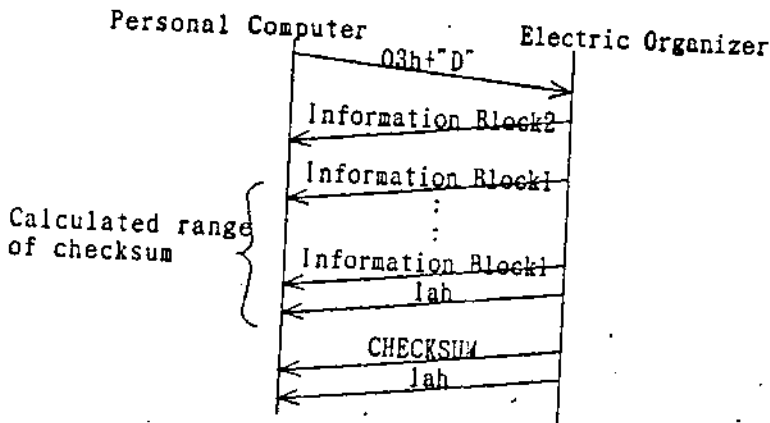 Personal Computer
Electric Organizer
03h+"D"
Information Block2
Information Block1
:
:
Calculated range
of checksum
Information Block1
1ah
CHECKSUM
1ah